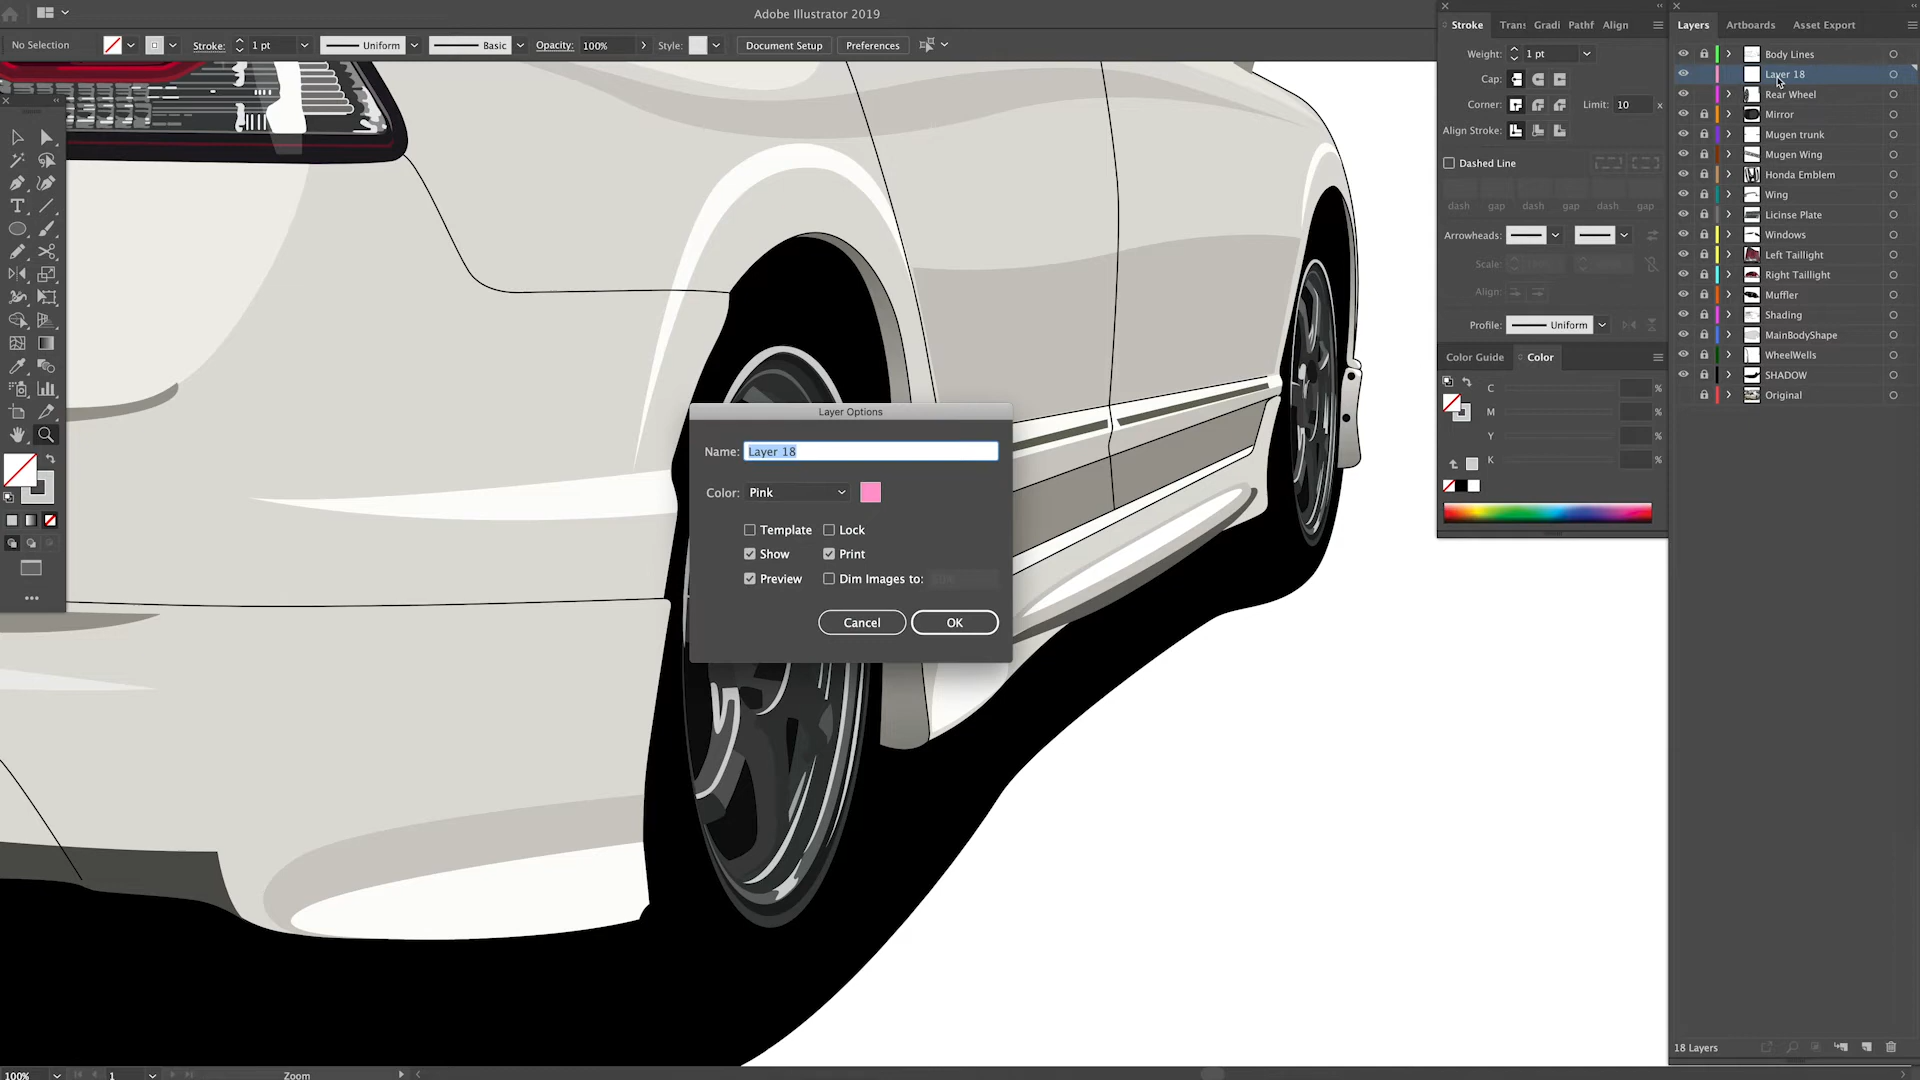 Adobe Illustrator 2019
No Selection
Stroke:
1 pt
Uniform
Basic
Opacity:
100%
Style:
Document Setup
Preferences
Stroke
Trans
Gradi
Pathf
Align
Weight:
1 pt
Cap:
Corner:
Limit:
10
x
Align Stroke:
Dashed Line
dash
gap
dash
gap
dash
gap
Arrowheads:
Scale:
Align:
Profile:
Uniform
Color Guide
Color
C
%
M
%
Y
%
K
%
Layers
Artboards
Asset Export
Body Lines
Layer 18
Rear Wheel
Mirror
Mugen trunk
Mugen Wing
Honda Emblem
Wing
Licinse Plate
Windows
Left Taillight
Right Taillight
Muffler
Shading
MainBodyShape
WheelWells
SHADOW
Original
18 Layers
Layer Options
Name:
Layer 18
Color:
Pink
Template
Lock
Show
Print
Preview
Dim Images to:
Cancel
OK
100%
1
Zoom